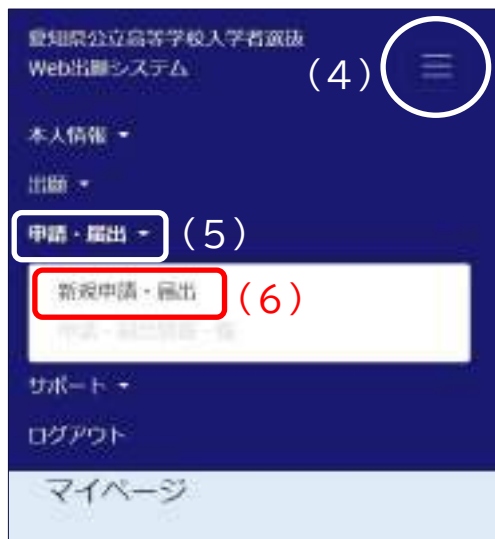 愛知県公立高等学校入学者選抜
Web出願システム
(4)
本人情報
出願
申請・届出
(5)
新規申請・届出
(6)
サポート
ログアウト
マイページ